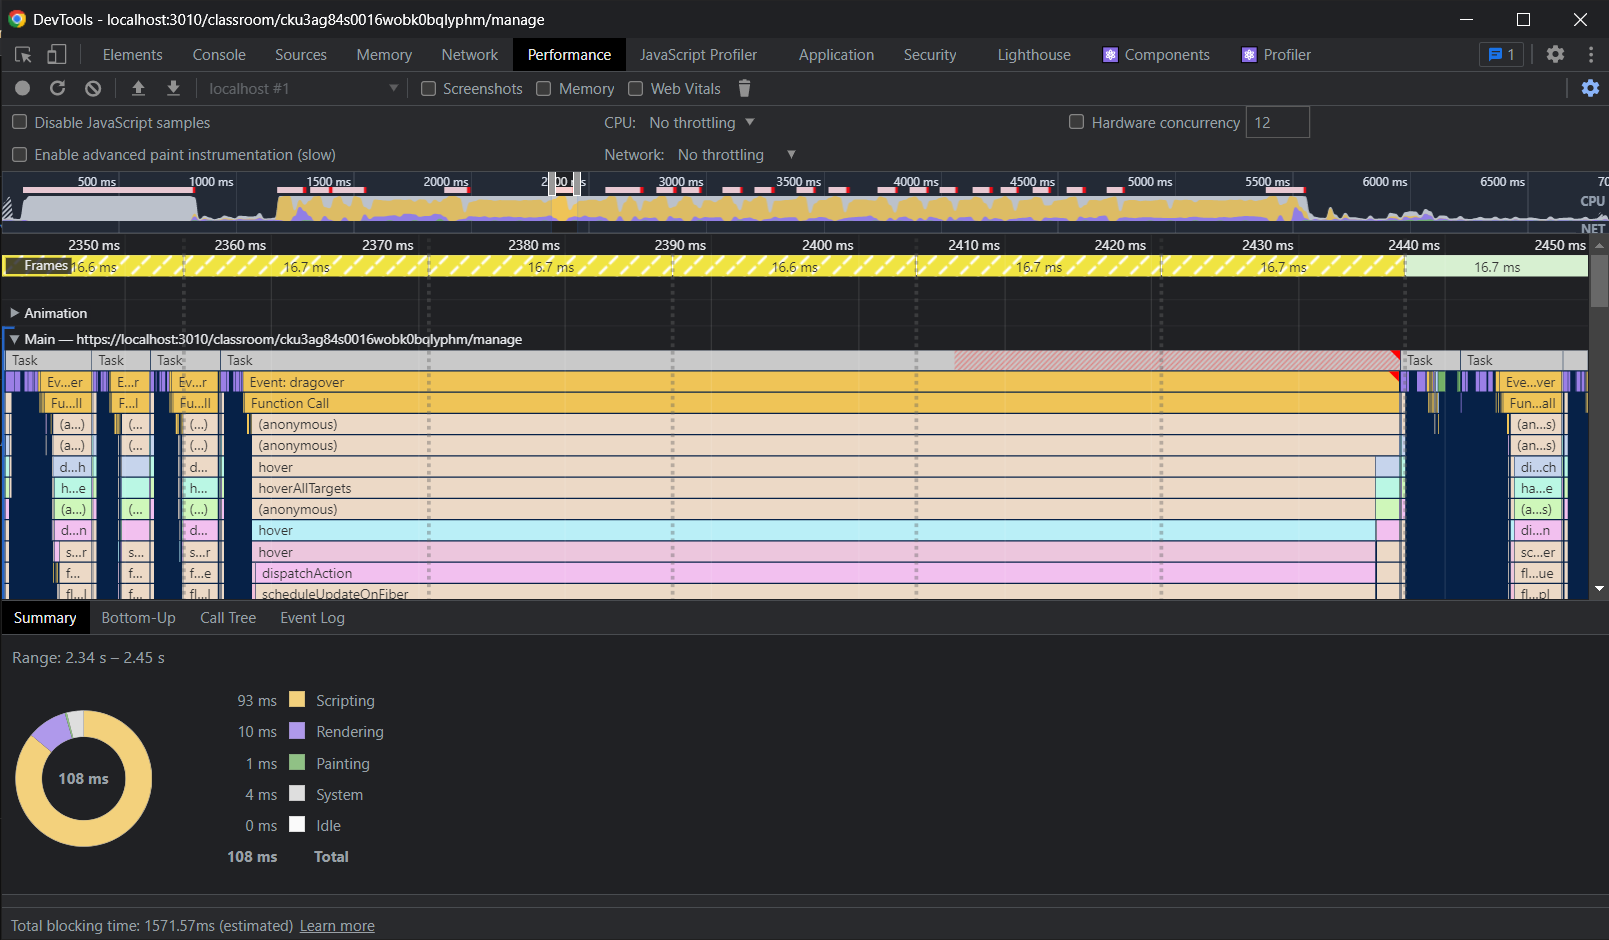 DevTools - localhost:3010/classroom/cku3ag84s0016wobk0bqlyphm/manage
Elements Console Sources Memory Network Performance JavaScript Profiler Application Security Lighthouse Components Profiler 1
localhost #1 Screenshots Memory Web Vitals
Disable JavaScript samples CPU: No throttling Hardware concurrency 12
Enable advanced paint instrumentation (slow) Network: No throttling
500 ms 1000 ms 1500 ms 2000 ms 3000 ms 3500 ms 4000 ms 4500 ms 5000 ms 5500 ms 6000 ms 6500 ms 70
CPU
NET
2350 ms 2360 ms 2370 ms 2380 ms 2390 ms 2400 ms 2410 ms 2420 ms 2430 ms 2440 ms 2450 ms
Frames 16.6 ms 16.7 ms 16.7 ms 16.6 ms 16.7 ms 16.7 ms 16.7 ms
Animation
Main — https://localhost:3010/classroom/cku3ag84s0016wobk0bqlyphm/manage
Task Task Task Task Task Task
Ev...er E...r Ev...r Event: dragover Eve...ver
Fu...ll F...l Fu...ll Function Call Fun...all
(a...) (... (...) (anonymous) (an...s)
(a...) (... (...) (anonymous) (an...s)
d...h d... hover di...ch
h...e h... hoverAllTargets ha...e
(a...) (... (...) (anonymous) (a...s)
d...n d... hover di...n
s...r s... s...r hover sc...er
f... f... f...e dispatchAction fl...ue
fl...l f... fl...l scheduleUpdateOnFiber fl...pl
Summary Bottom-Up Call Tree Event Log
Range: 2.34 s – 2.45 s
93 ms Scripting
10 ms Rendering
1 ms Painting
108 ms
4 ms System
0 ms Idle
108 ms Total
Total blocking time: 1571.57ms (estimated) Learn more